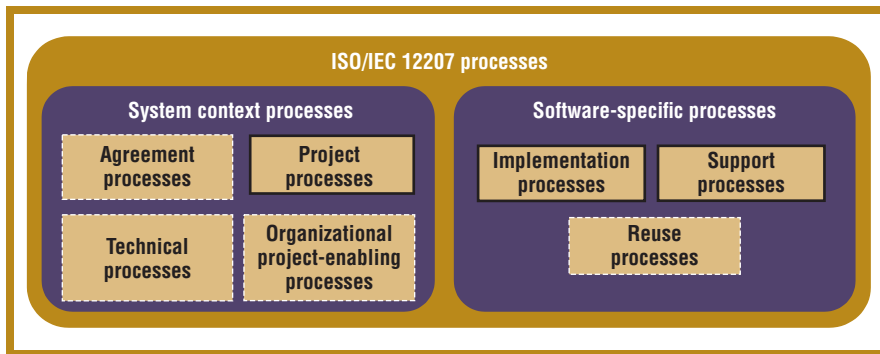 ISO/IEC 12207 processes
System context processes
Agreement
processes
Project
processes
Technical
processes
Organizational
project-enabling
processes
Software-specific processes
Implementation
processes
Support
processes
Reuse
processes